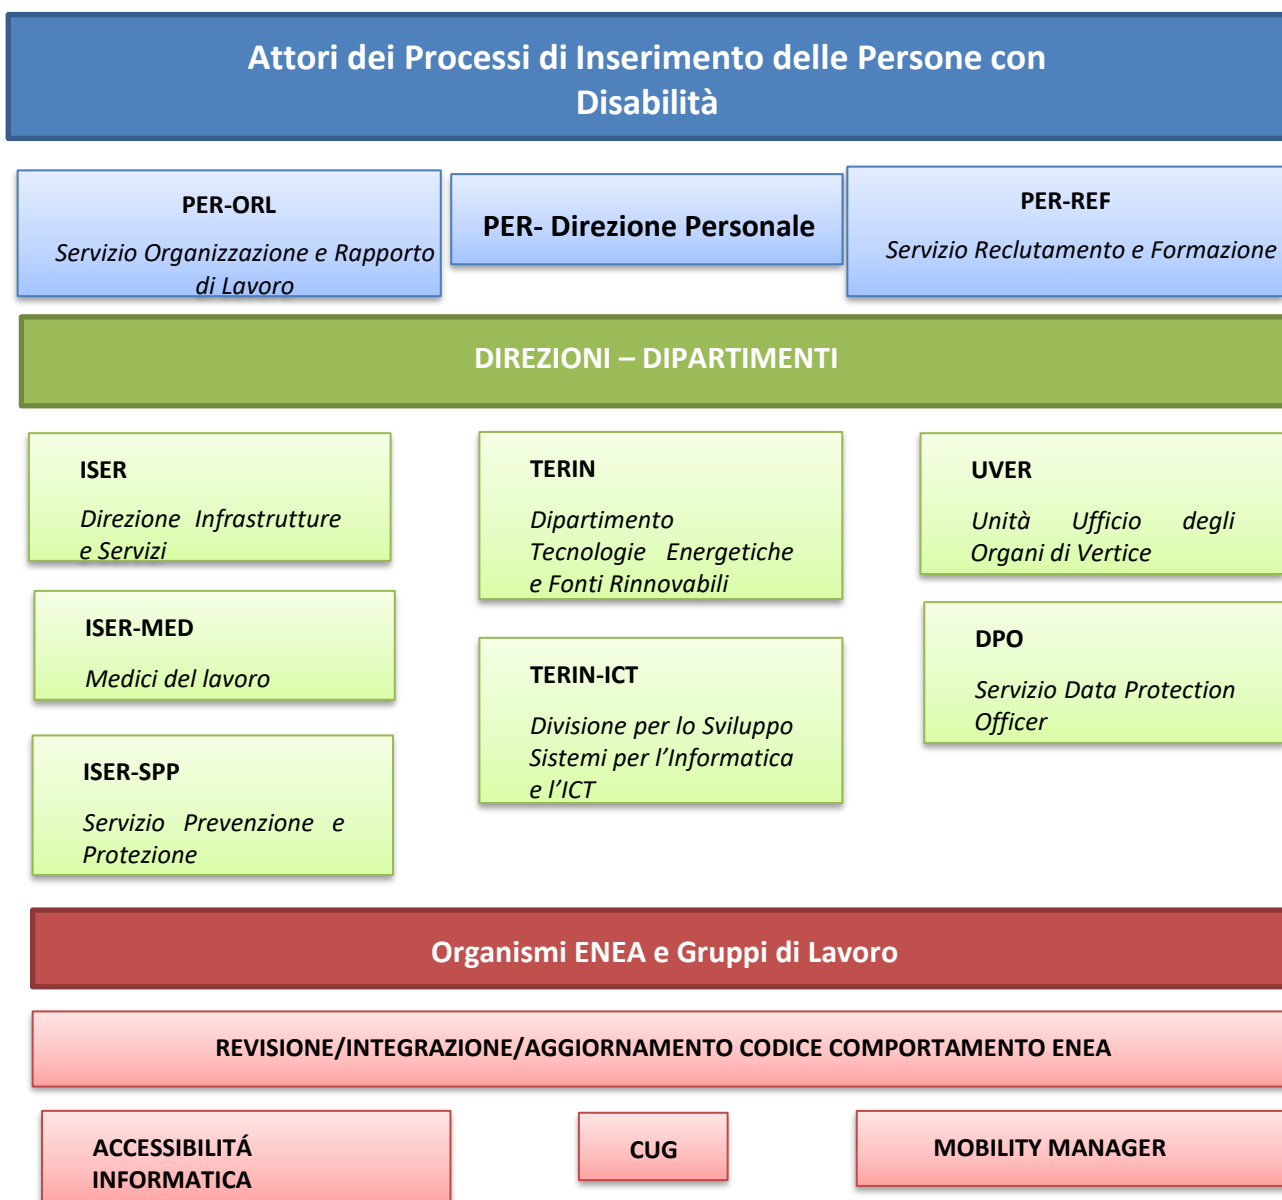 Attori dei Processi di Inserimento delle Persone con
Disabilità
PER-ORL
Servizio Organizzazione e Rapporto
di Lavoro
PER- Direzione Personale
PER-REF
Servizio Reclutamento e Formazione
DIREZIONI – DIPARTIMENTI
ISER
Direzione Infrastrutture
e Servizi
ISER-MED
Medici del lavoro
ISER-SPP
Servizio Prevenzione e
Protezione
TERIN
Dipartimento
Tecnologie Energetiche
e Fonti Rinnovabili
TERIN-ICT
Divisione per lo Sviluppo
Sistemi per l’Informatica
e l’ICT
UVER
Unità Ufficio degli
Organi di Vertice
DPO
Servizio Data Protection
Officer
Organismi ENEA e Gruppi di Lavoro
REVISIONE/INTEGRAZIONE/AGGIORNAMENTO CODICE COMPORTAMENTO ENEA
ACCESSIBILITÁ
INFORMATICA
CUG
MOBILITY MANAGER